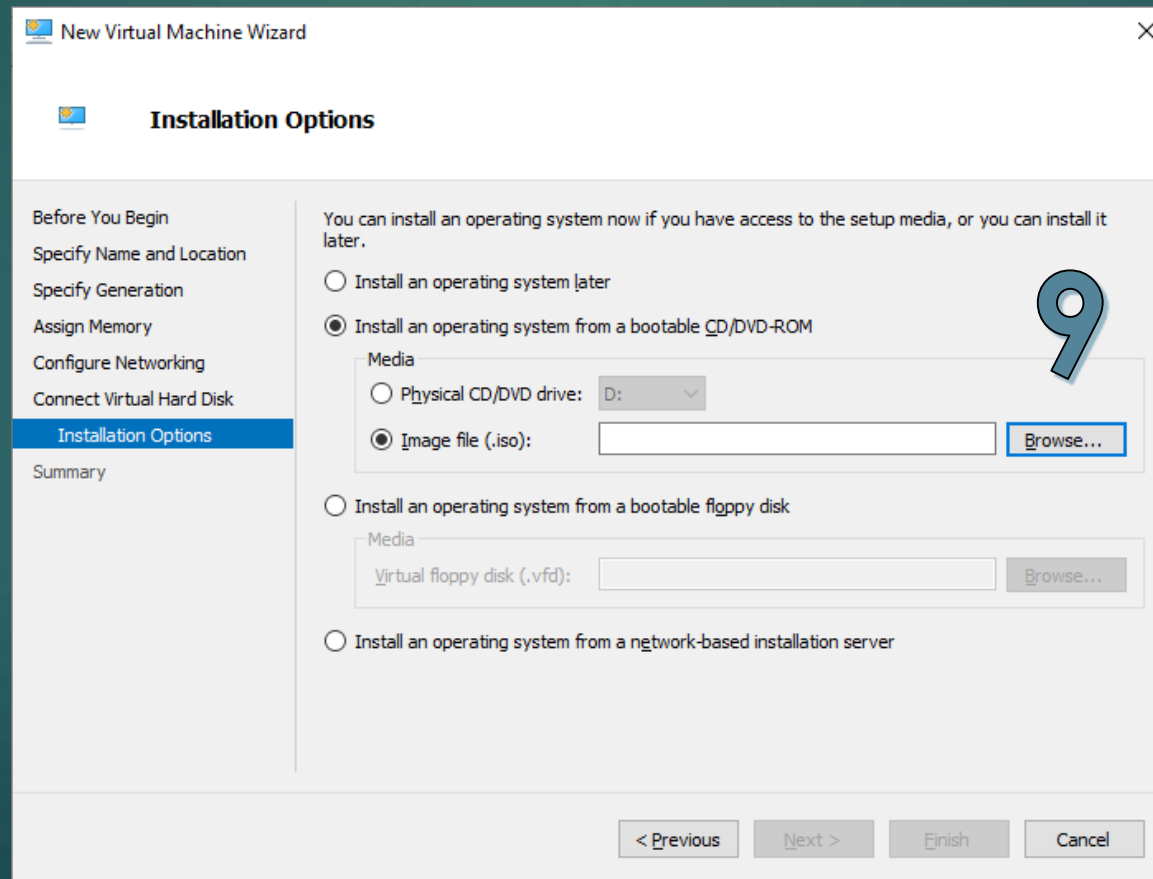 New Virtual Machine Wizard
Installation Options
Before You Begin
Specify Name and Location
Specify Generation
Assign Memory
Configure Networking
Connect Virtual Hard Disk
Installation Options
Summary
You can install an operating system now if you have access to the setup media, or you can install it
later.
Install an operating system later
Install an operating system from a bootable CD/DVD-ROM
9
Media
Physical CD/DVD drive: D:
Image file (.iso): Browse...
Install an operating system from a bootable floppy disk
Media
Virtual floppy disk (.vfd): Browse...
Install an operating system from a network-based installation server
< Previous Next > Finish Cancel